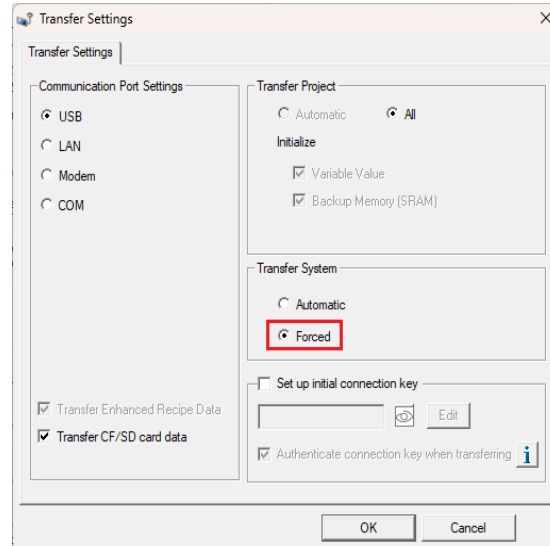 Transfer Settings
Transfer Settings
Communication Port Settings
USB
LAN
Modem
COM
Transfer Enhanced Recipe Data
Transfer CF/SD card data
Transfer Project
Automatic All
Initialize
Variable Value
Backup Memory (SRAM)
Transfer System
Automatic
Forced
Set up initial connection key
Edit
Authenticate connection key when transferring
OK Cancel